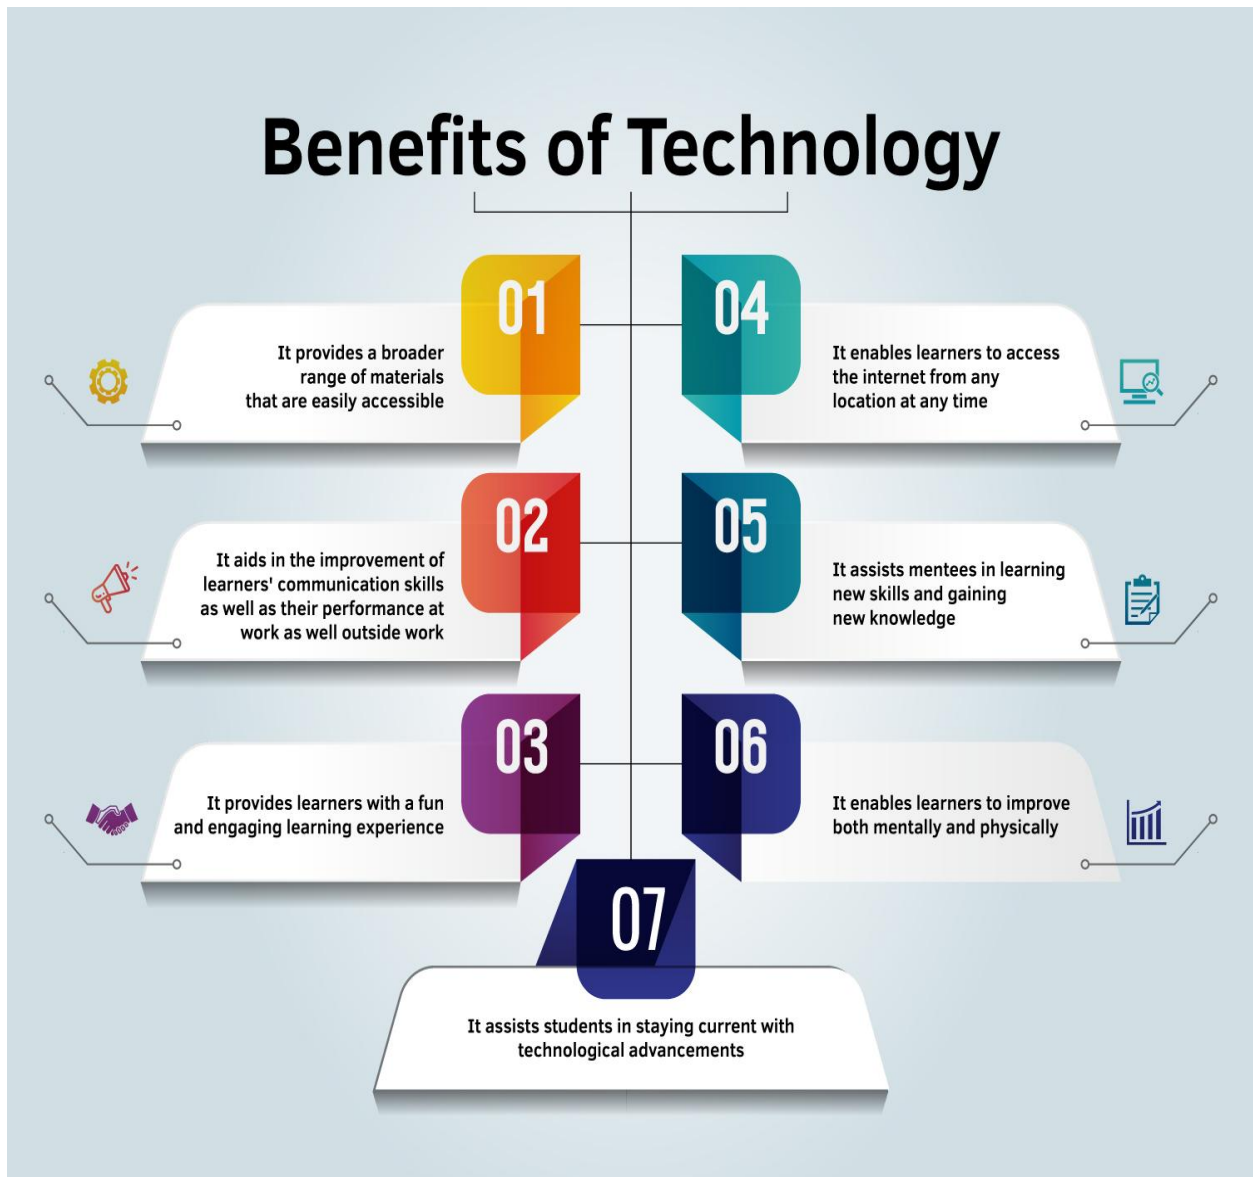 Benefits of Technology
01
It provides a broader
range of materials
that are easily accessible
02
It aids in the improvement of
learners' communication skills
as well as their performance at
work as well outside work
03
It provides learners with a fun
and engaging learning experience
04
It enables learners to access
the internet from any
location at any time
05
It assists mentees in learning
new skills and gaining
new knowledge
06
It enables learners to improve
both mentally and physically
07
It assists students in staying current with
technological advancements